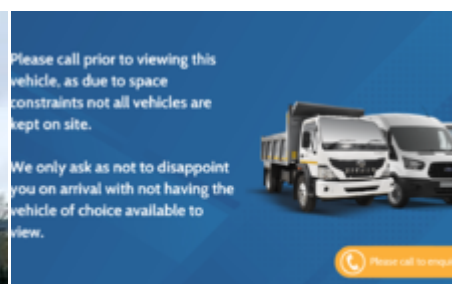 Please call prior to viewing this
vehicle, as due to space
constraints not all vehicles are
kept on site.
We only ask as not to disappoint
you on arrival with not having the
vehicle of choice available to
view.
Please call to enqui